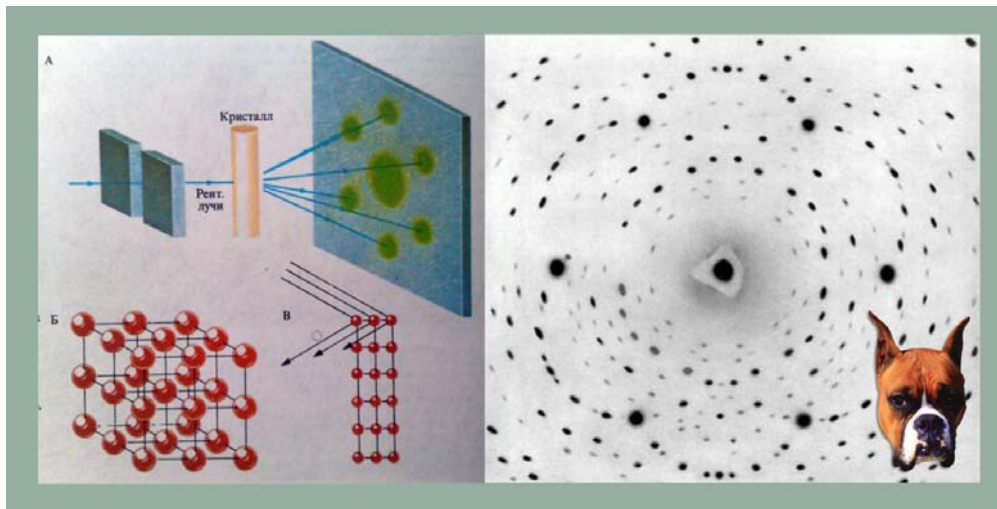 А
Кристалл
Рент.
лучи
Б
В